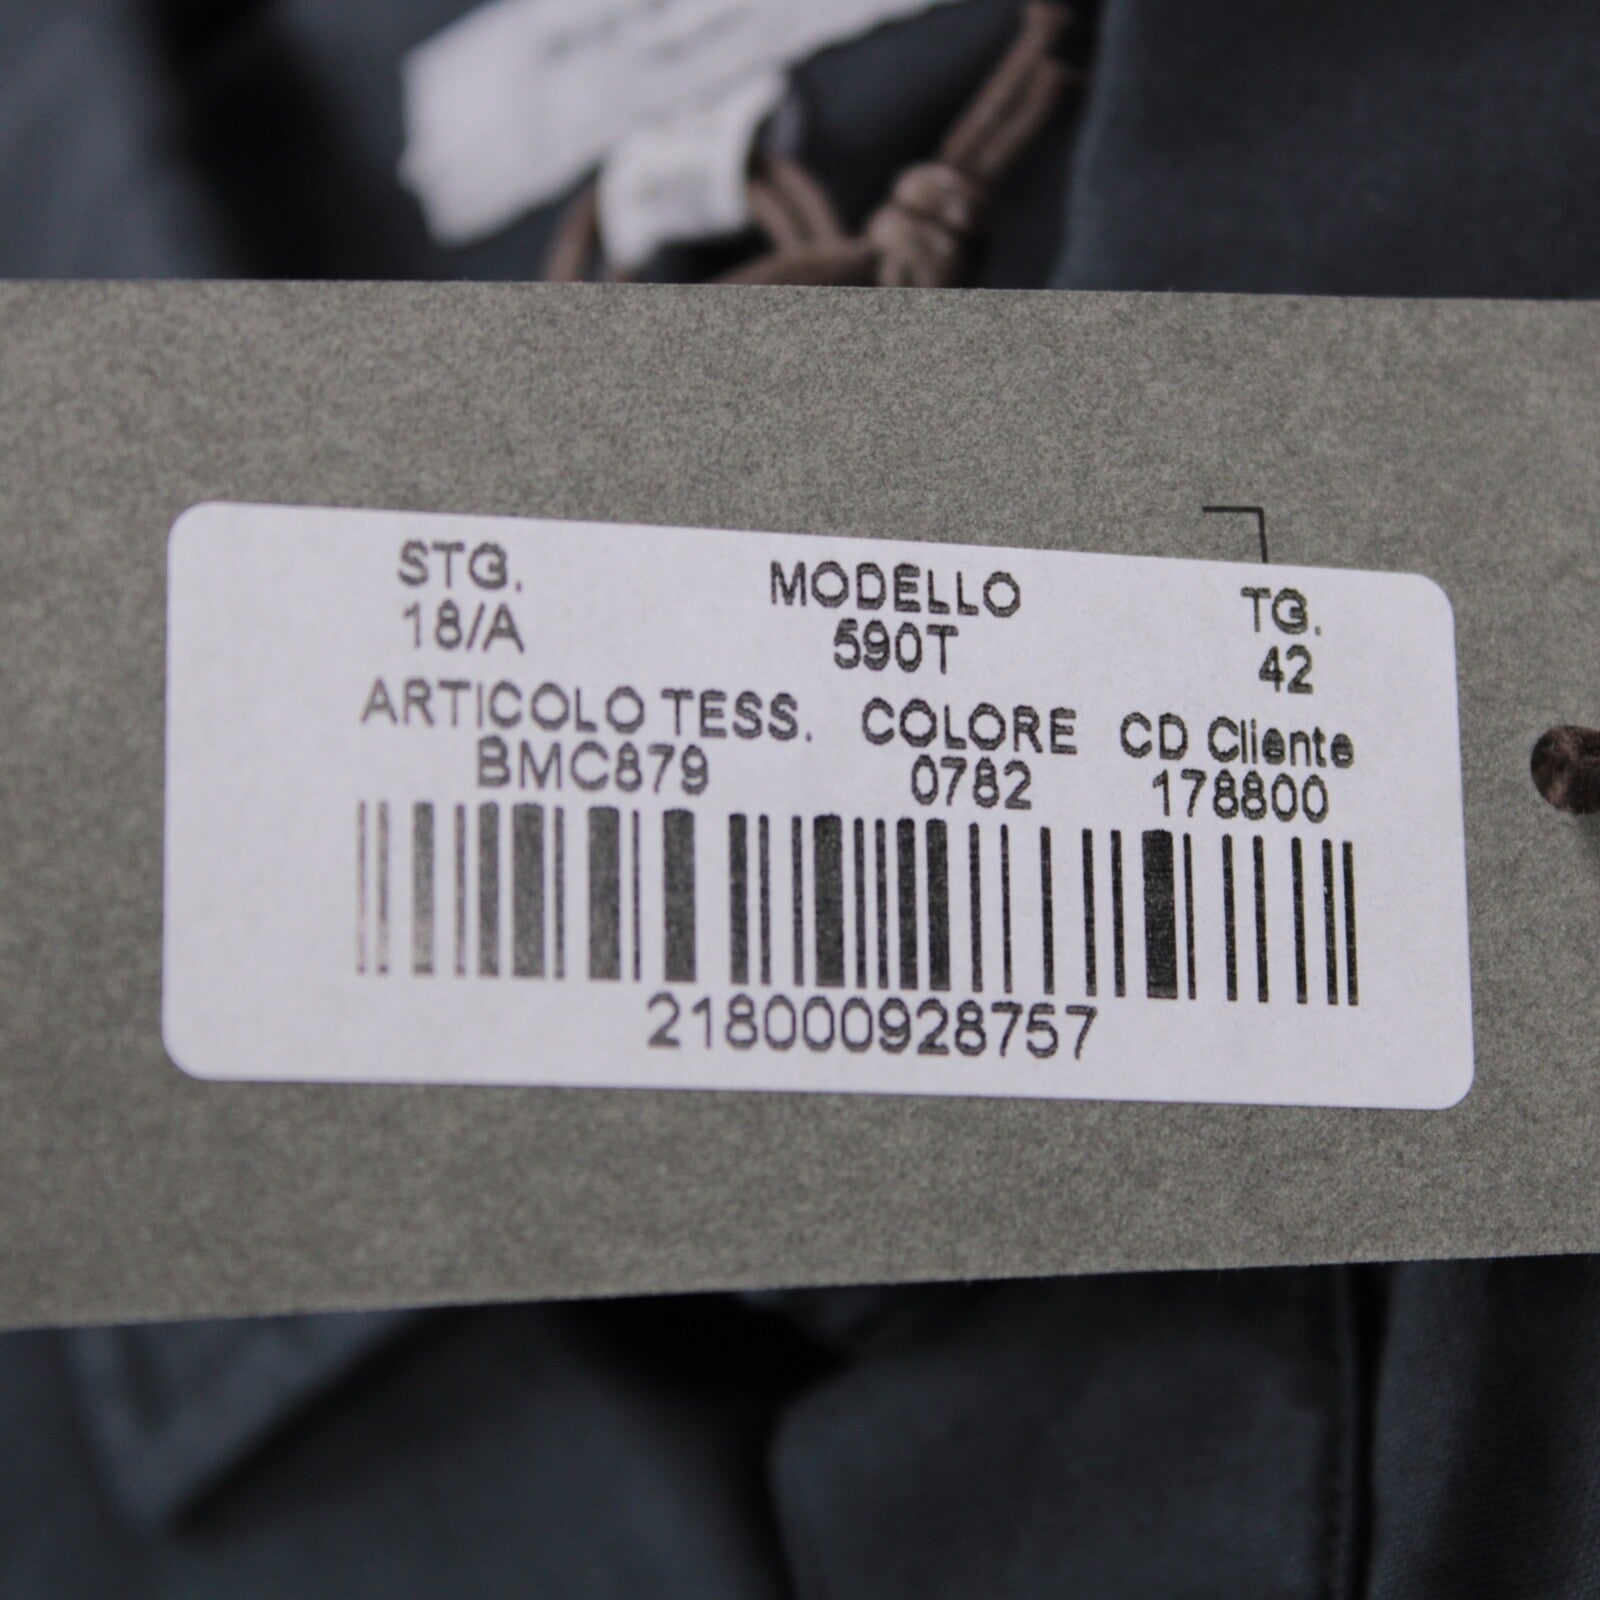 STG. MODELLO TG.
18/A 590T 42
ARTICOLO TESS. COLORE CD Cliente
BMC879 0782 178800
218000928757